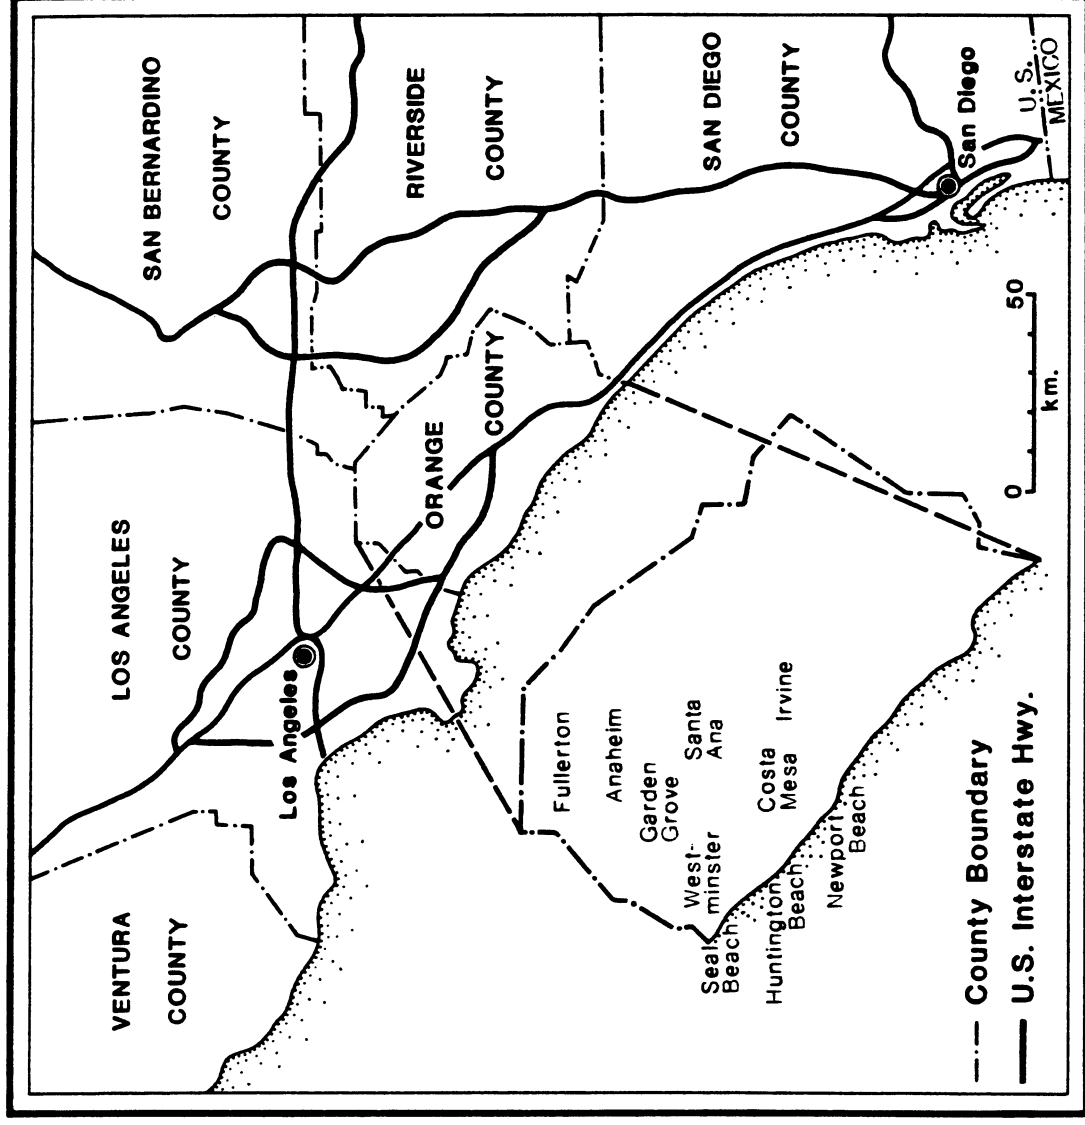 VENTURA
COUNTY
LOS ANGELES
COUNTY
SAN BERNARDINO
COUNTY
Los Angeles
RIVERSIDE
COUNTY
ORANGE
COUNTY
SAN DIEGO
COUNTY
San Diego
U. S.
MEXICO
Fullerton
Anaheim
Garden
Grove
Santa
Ana
West-
minster
Seal
Beach
Huntington
Beach
Costa
Mesa
Irvine
Newport
Beach
County Boundary
U.S. Interstate Hwy.
0 50
km.